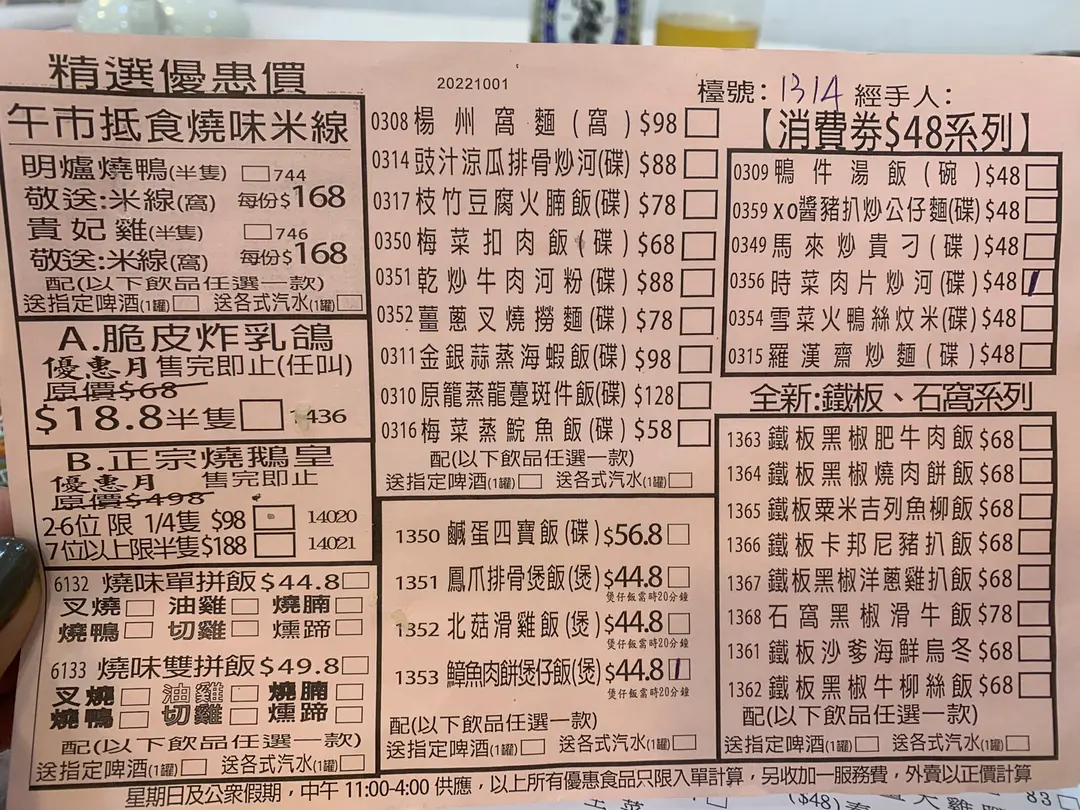 精選優惠價
20221001
檯號: 1314 經手人:
午市抵食燒味米線
明爐燒鴨(半隻) 744
敬送:米線(窩) 每份$168
貴妃雞(半隻) 746
敬送:米線(窩) 每份$168
配(以下飲品任選一款)
送指定啤酒(1罐) 送各式汽水(1罐)
A.脆皮炸乳鴿
優惠月售完即止(任叫)
原價$68
$18.8半隻 1436
B.正宗燒鵝皇
優惠月 售完即止
原價$498
2-6位 限 1/4隻 $98 14020
7位以上限半隻$188 14021
6132 燒味單拼飯$44.8
叉燒 油雞 燒腩
燒鴨 切雞 燻蹄
6133 燒味雙拼飯$49.8
叉燒 油雞 燒腩
燒鴨 切雞 燻蹄
配(以下飲品任選一款)
送指定啤酒(1罐) 送各式汽水(1罐)
0308 楊州窩麵(窩) $98
0314 豉汁涼瓜排骨炒河(碟) $88
0317 枝竹豆腐火腩飯(碟) $78
0350 梅菜扣肉飯(碟) $68
0351 乾炒牛肉河粉(碟) $88
0352 薑蔥叉燒撈麵(碟) $78
0311 金銀蒜蒸海蝦飯(碟) $98
0310 原籠蒸龍躉斑件飯(碟) $128
0316 梅菜蒸鯇魚飯(碟) $58
配(以下飲品任選一款)
送指定啤酒(1罐) 送各式汽水(1罐)
1350 鹹蛋四寶飯(碟) $56.8
1351 鳳爪排骨煲飯(煲) $44.8
煲仔飯需時20分鐘
1352 北菇滑雞飯(煲) $44.8
煲仔飯需時20分鐘
1353 鱆魚肉餅煲仔飯(煲) $44.8
煲仔飯需時20分鐘
配(以下飲品任選一款)
送指定啤酒(1罐) 送各式汽水(1罐)
【消費券$48系列】
0309 鴨件湯飯(碗) $48
0359 xo醬豬扒炒公仔麵(碟) $48
0349 馬來炒貴刁(碟) $48
0356 時菜肉片炒河(碟) $48
0354 雪菜火鴨絲炆米(碟) $48
0315 羅漢齋炒麵(碟) $48
全新:鐵板、石窩系列
1363 鐵板黑椒肥牛肉飯 $68
1364 鐵板黑椒燒肉餅飯 $68
1365 鐵板粟米吉列魚柳飯 $68
1366 鐵板卡邦尼豬扒飯 $68
1367 鐵板黑椒洋蔥雞扒飯 $68
1368 石窩黑椒滑牛飯 $78
1361 鐵板沙爹海鮮烏冬 $68
1362 鐵板黑椒牛柳絲飯 $68
配(以下飲品任選一款)
送指定啤酒(1罐) 送各式汽水(1罐)
星期日及公衆假期，中午 11:00-4:00 供應，以上所有優惠食品只限入單計算，另收加一服務費，外賣以正價計算